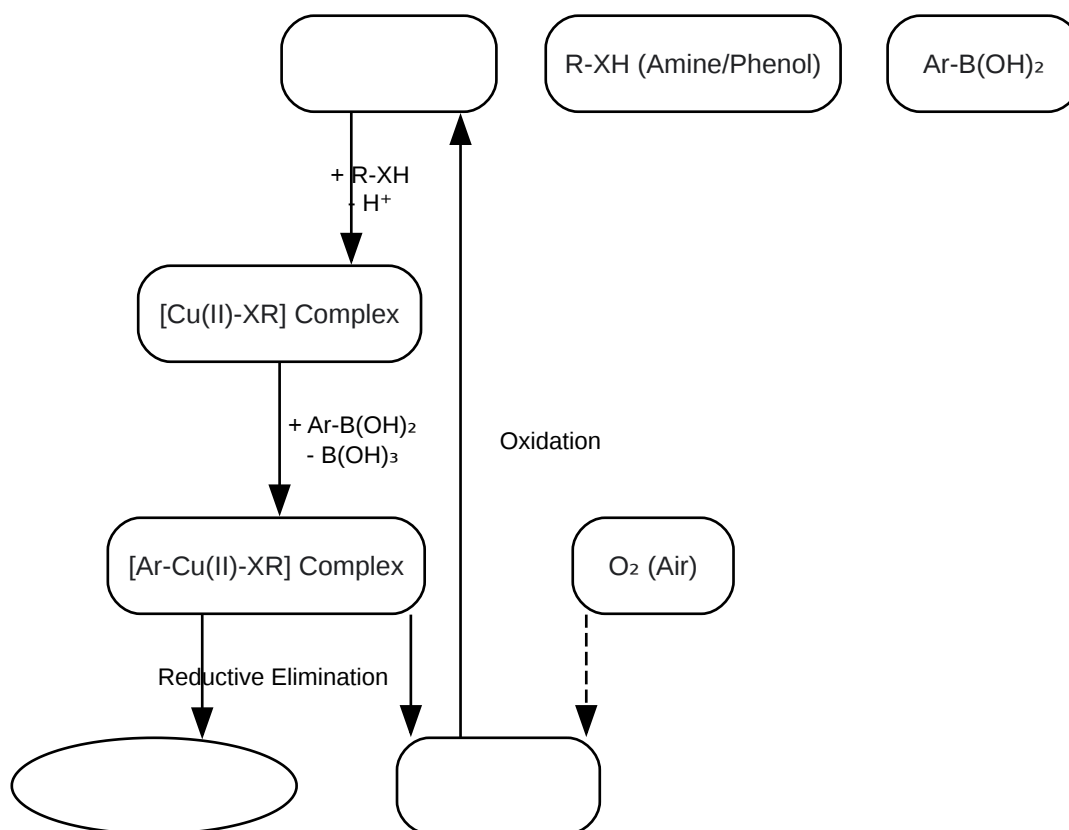 R-XH (Amine/Phenol)
Ar-B(OH)₂
+ R-XH
- H⁺
[Cu(II)-XR] Complex
+ Ar-B(OH)₂
- B(OH)₃
Oxidation
[Ar-Cu(II)-XR] Complex
O₂ (Air)
Reductive Elimination